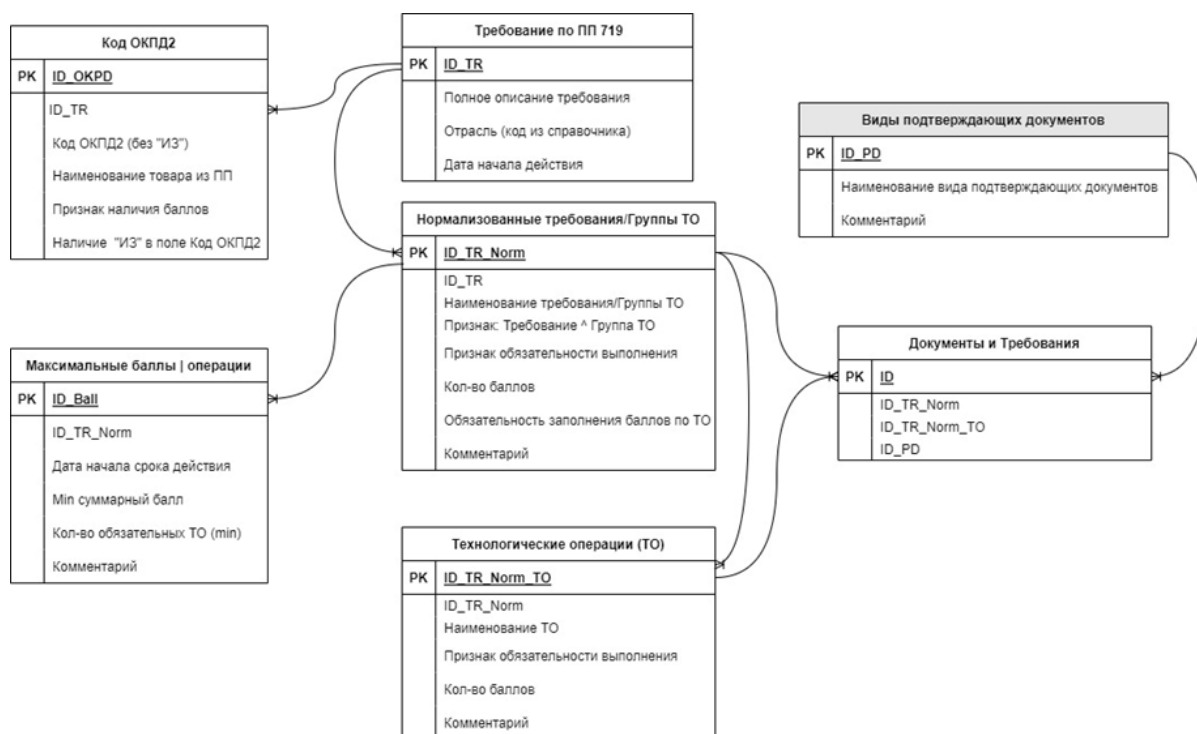 Код ОКПД2
PK ID_OKPD
ID_TR
Код ОКПД2 (без "ИЗ")
Наименование товара из ПП
Признак наличия баллов
Наличие "ИЗ" в поле Код ОКПД2
Требование по ПП 719
PK ID_TR
Полное описание требования
Отрасль (код из справочника)
Дата начала действия
Виды подтверждающих документов
PK ID_PD
Наименование вида подтверждающих документов
Комментарий
Нормализованные требования/Группы ТО
PK ID_TR_Norm
ID_TR
Наименование требования/Группы ТО
Признак: Требование ^ Группа ТО
Признак обязательности выполнения
Кол-во баллов
Обязательность заполнения баллов по ТО
Комментарий
Максимальные баллы | операции
PK ID_Ball
ID_TR_Norm
Дата начала срока действия
Min суммарный балл
Кол-во обязательных ТО (min)
Комментарий
Документы и Требования
PK ID
ID_TR_Norm
ID_TR_Norm_TO
ID_PD
Технологические операции (ТО)
PK ID_TR_Norm_TO
ID_TR_Norm
Наименование ТО
Признак обязательности выполнения
Кол-во баллов
Комментарий